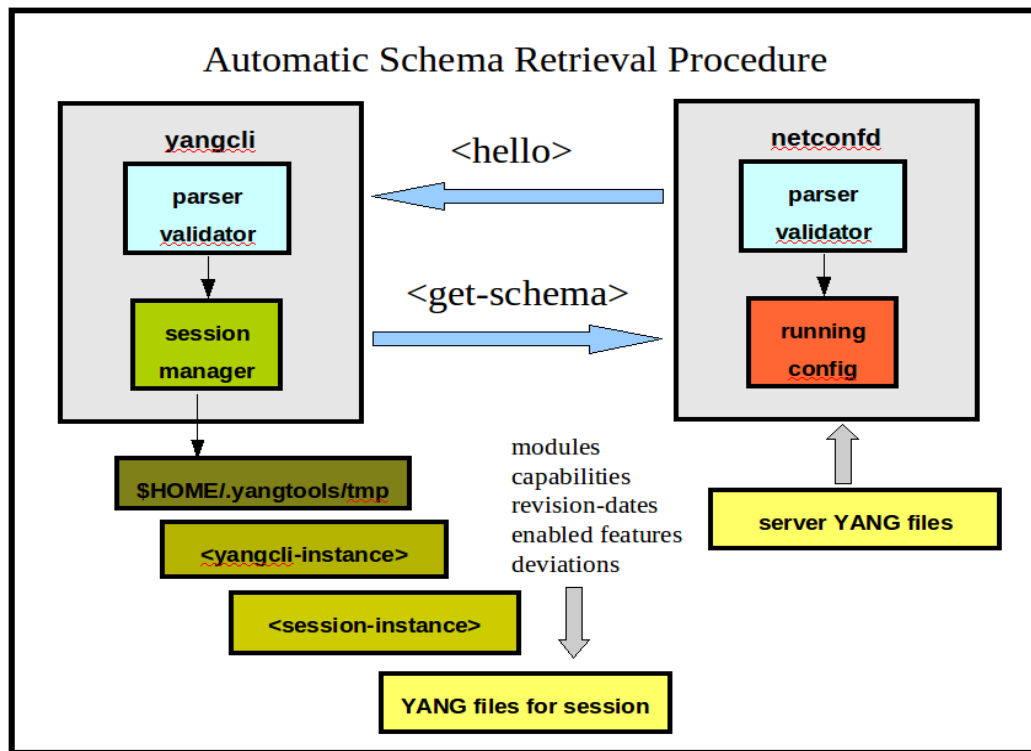 Automatic Schema Retrieval Procedure
yangcli
parser
validator
session
manager
<hello>
<get-schema>
netconfd
parser
validator
running
config
$HOME/.yangtools/tmp
<yangcli-instance>
<session-instance>
modules
capabilities
revision-dates
enabled features
deviations
server YANG files
YANG files for session